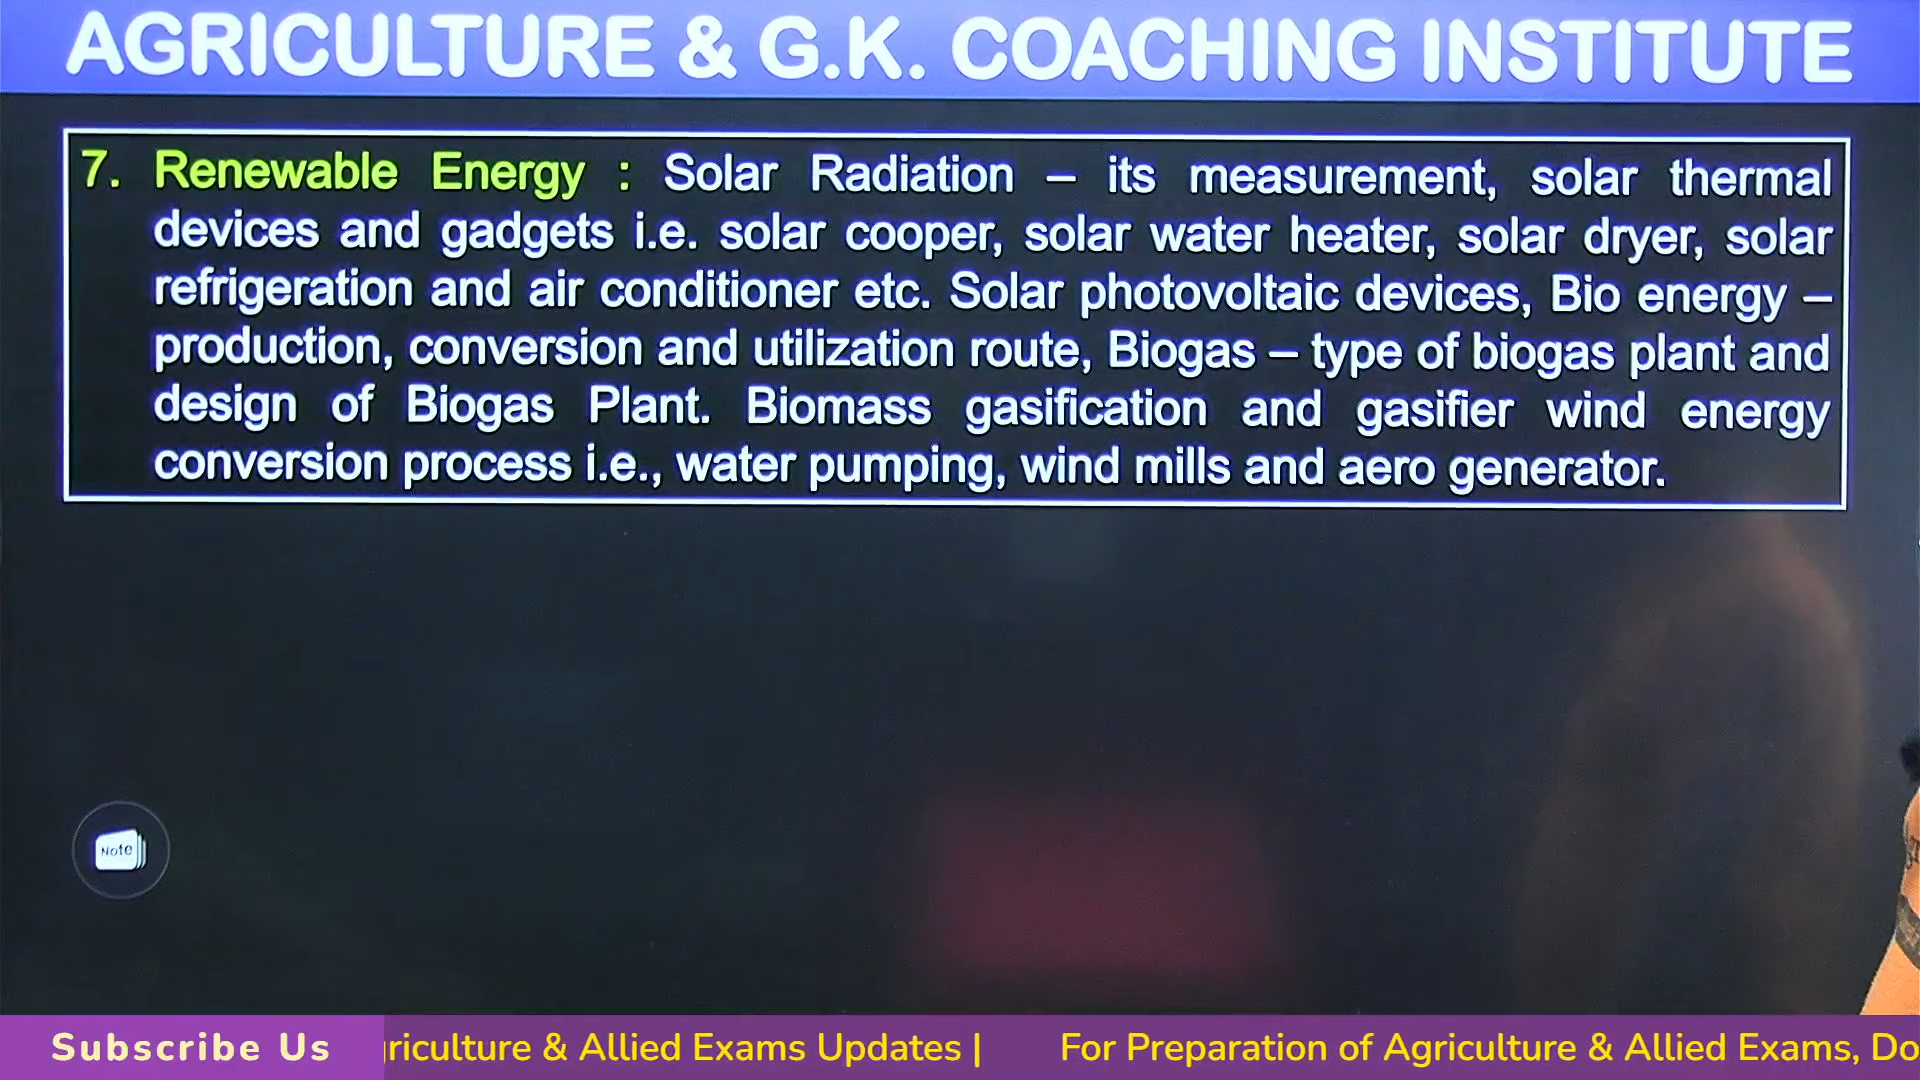 AGRICULTURE & G.K. COACHING INSTITUTE
7. Renewable Energy : Solar Radiation – its measurement, solar thermal
devices and gadgets i.e. solar cooper, solar water heater, solar dryer, solar
refrigeration and air conditioner etc. Solar photovoltaic devices, Bio energy –
production, conversion and utilization route, Biogas – type of biogas plant and
design of Biogas Plant. Biomass gasification and gasifier wind energy
conversion process i.e., water pumping, wind mills and aero generator.
Note
Subscribe Us
riculture & Allied Exams Updates |
For Preparation of Agriculture & Allied Exams, Do